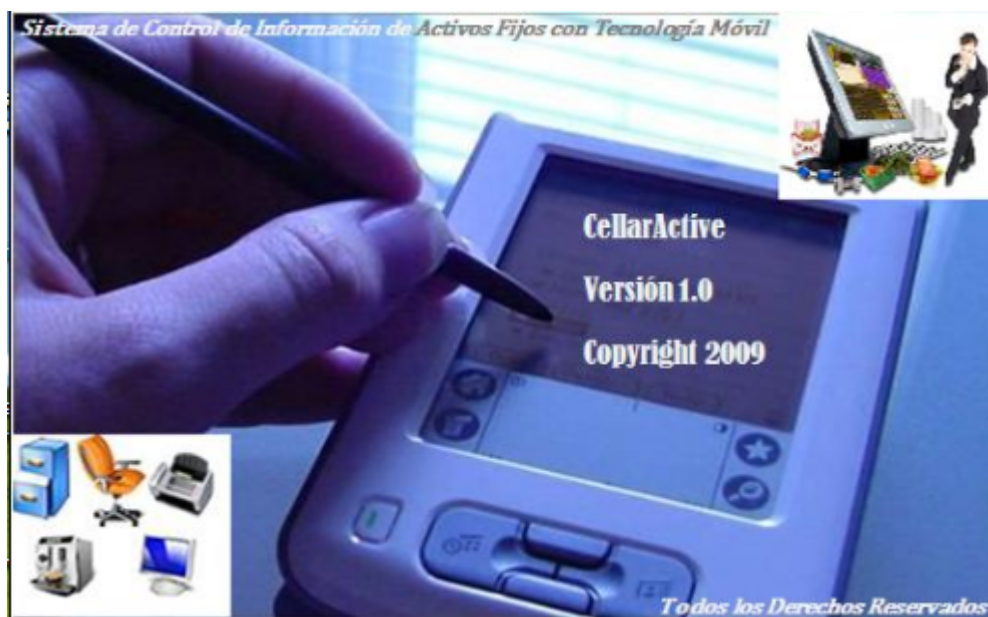 Sistema de Control de Información de Activos Fijos con Tecnología Móvil
CellarActive
Versión 1.0
Copyright 2009
Todos los Derechos Reservados